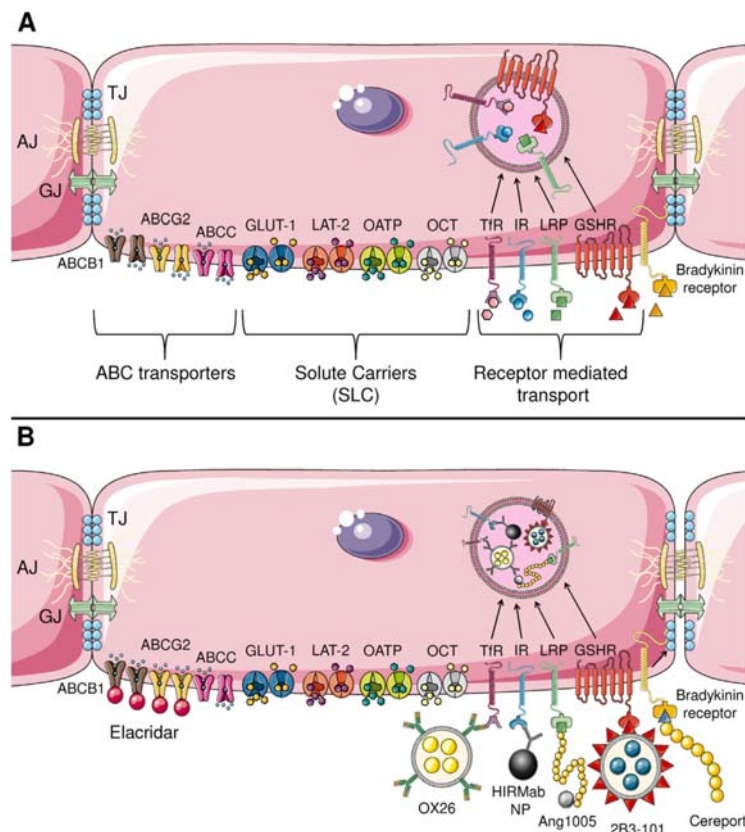 A
TJ
AJ
GJ
ABCB1
ABCG2
ABCC
GLUT-1 LAT-2 OATP OCT TfR IR LRP GSHR
Bradykinin
receptor
ABC transporters
Solute Carriers
(SLC)
Receptor mediated
transport
B
TJ
AJ
GJ
ABCB1
ABCG2
ABCC
GLUT-1 LAT-2 OATP OCT TfR IR LRP GSHR
Bradykinin
receptor
Elacridar
OX26
HIRMab
NP
Ang1005
2B3-101
Cereport